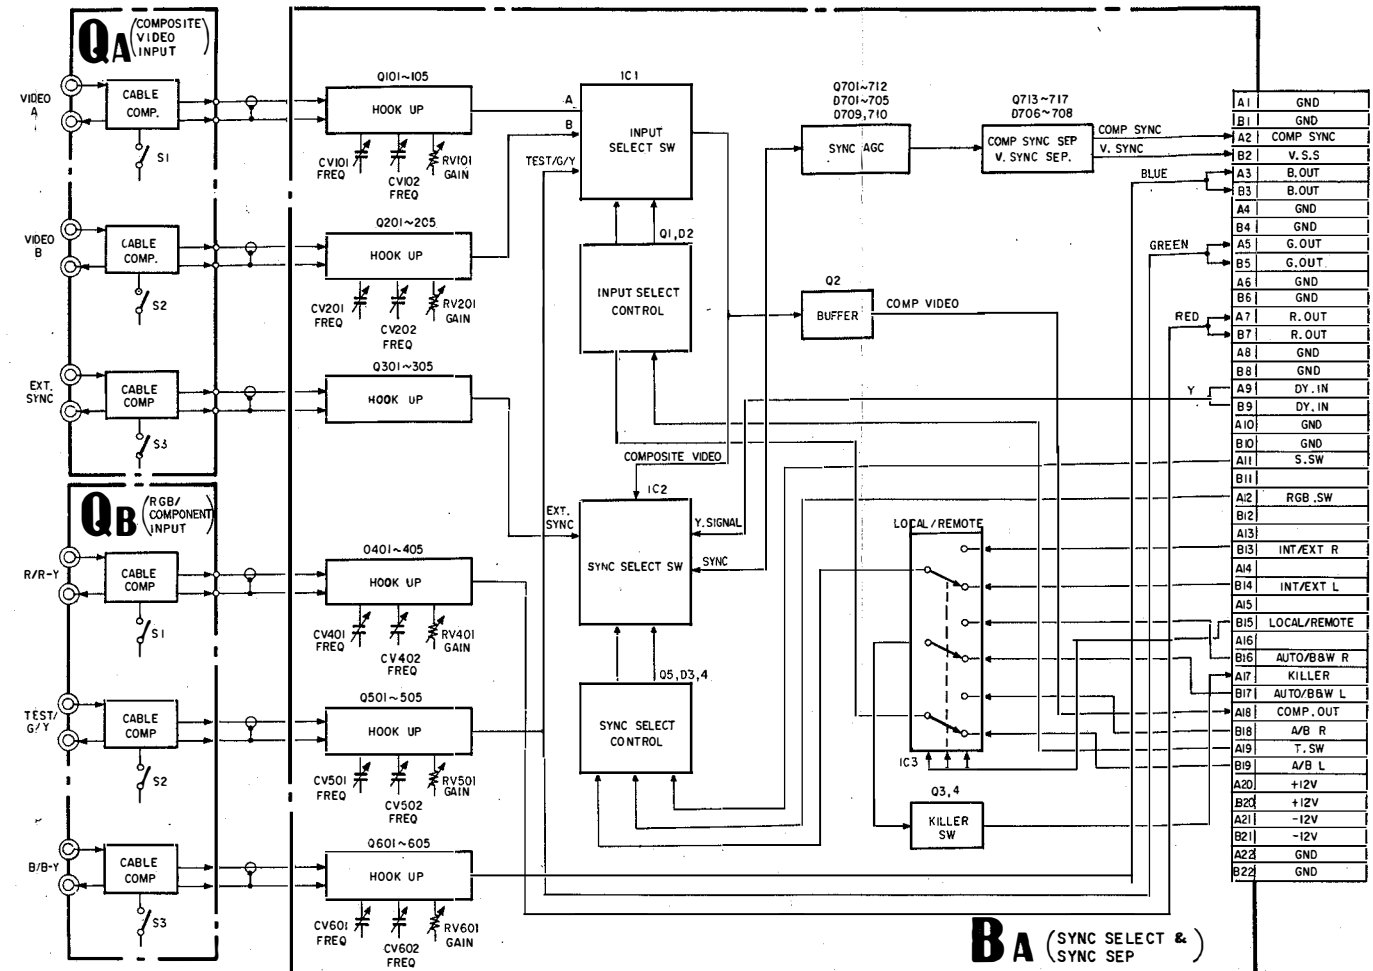 QA (COMPOSITE VIDEO INPUT)
VIDEO A
CABLE COMP.
S1
VIDEO B
CABLE COMP.
S2
EXT. SYNC
CABLE COMP
S3
QB (RGB/ COMPONENT INPUT)
R/R-Y
CABLE COMP
S1
TEST/ G/Y
CABLE COMP
S2
B/B-Y
CABLE COMP
S3
Q101~105
HOOK UP
CV101 FREQ
CV102 FREQ
RV101 GAIN
Q201~205
HOOK UP
CV201 FREQ
CV202 FREQ
RV201 GAIN
Q301~305
HOOK UP
Q401~405
HOOK UP
CV401 FREQ
CV402 FREQ
RV401 GAIN
Q501~505
HOOK UP
CV501 FREQ
CV502 FREQ
RV501 GAIN
Q601~605
HOOK UP
CV601 FREQ
CV602 FREQ
RV601 GAIN
IC1
A
B
TEST/G/Y
INPUT SELECT SW
Q1,D2
INPUT SELECT CONTROL
COMPOSITE VIDEO
IC2
EXT. SYNC
SYNC SELECT SW
Y.SIGNAL
SYNC
Q5,D3,4
SYNC SELECT CONTROL
Q701~712
D701~705
D709,710
SYNC AGC
Q713~717
D706~708
COMP SYNC SEP
V. SYNC SEP.
COMP SYNC
V. SYNC
Q2
BUFFER
COMP VIDEO
BLUE
GREEN
RED
Y
LOCAL/REMOTE
IC3
Q3,4
KILLER SW
A1 GND
B1 GND
A2 COMP SYNC
B2 V.S.S
A3 B.OUT
B3 B.OUT
A4 GND
B4 GND
A5 G.OUT
B5 G.OUT
A6 GND
B6 GND
A7 R.OUT
B7 R.OUT
A8 GND
B8 GND
A9 DY.IN
B9 DY.IN
A10 GND
B10 GND
A11 S.SW
B11
A12 RGB.SW
B12
A13
B13 INT/EXT R
A14
B14 INT/EXT L
A15
B15 LOCAL/REMOTE
A16
B16 AUTO/B&W R
A17 KILLER
B17 AUTO/B&W L
A18 COMP.OUT
B18 A/B R
A19 T.SW
B19 A/B L
A20 +12V
B20 +12V
A21 -12V
B21 -12V
A22 GND
B22 GND
BA (SYNC SELECT & SYNC SEP)